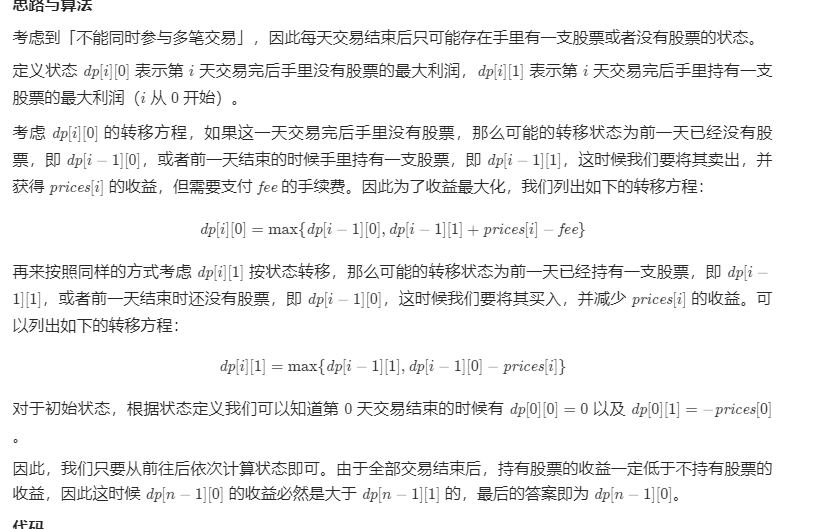 思路与算法
考虑到「不能同时参与多笔交易」，因此每天交易结束后只可能存在手里有一支股票或者没有股票的状态。
定义状态 dp[i][0] 表示第 i 天交易完后手里没有股票的最大利润，dp[i][1] 表示第 i 天交易完后手里持有一支
股票的最大利润（i 从 0 开始）。
考虑 dp[i][0] 的转移方程，如果这一天交易完后手里没有股票，那么可能的转移状态为前一天已经没有股
票，即 dp[i − 1][0]，或者前一天结束的时候手里持有一支股票，即 dp[i − 1][1]，这时候我们要将其卖出，并
获得 prices[i] 的收益，但需要支付 fee 的手续费。因此为了收益最大化，我们列出如下的转移方程：
dp[i][0] = max{dp[i − 1][0], dp[i − 1][1] + prices[i] − fee}
再来按照同样的方式考虑 dp[i][1] 按状态转移，那么可能的转移状态为前一天已经持有一支股票，即 dp[i −
1][1]，或者前一天结束时还没有股票，即 dp[i − 1][0]，这时候我们要将其买入，并减少 prices[i] 的收益。可
以列出如下的转移方程：
dp[i][1] = max{dp[i − 1][1], dp[i − 1][0] − prices[i]}
对于初始状态，根据状态定义我们可以知道第 0 天交易结束的时候有 dp[0][0] = 0 以及 dp[0][1] = −prices[0]
。
因此，我们只要从前往后依次计算状态即可。由于全部交易结束后，持有股票的收益一定低于不持有股票的
收益，因此这时候 dp[n − 1][0] 的收益必然是大于 dp[n − 1][1] 的，最后的答案即为 dp[n − 1][0]。
代码